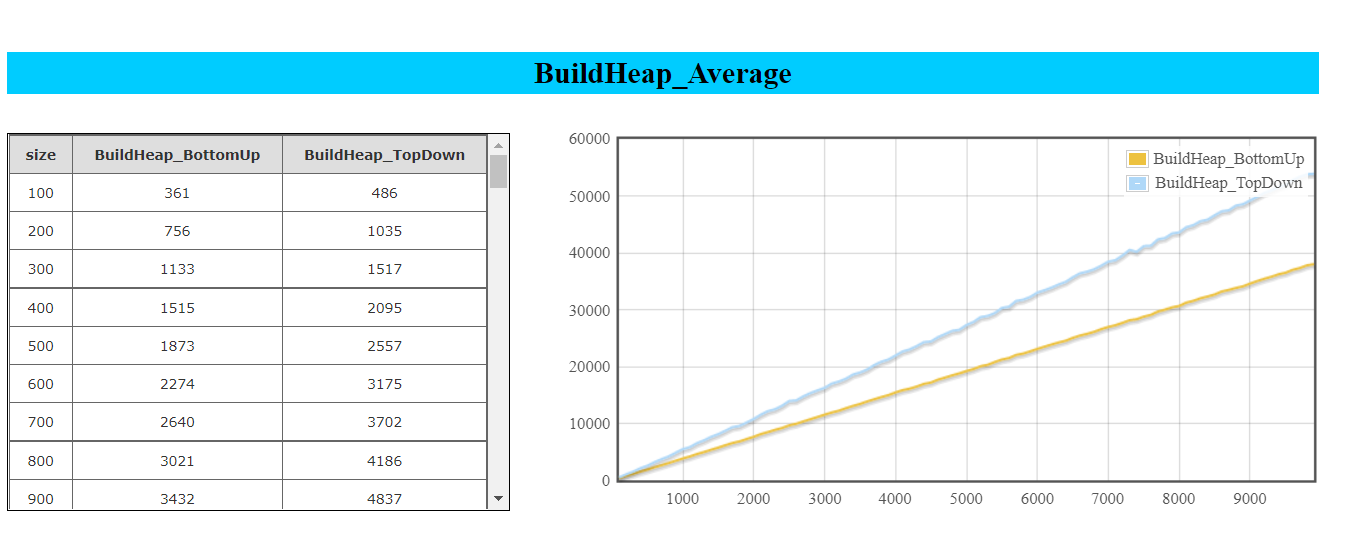 BuildHeap_Average
size BuildHeap_BottomUp BuildHeap_TopDown
100 361 486
200 756 1035
300 1133 1517
400 1515 2095
500 1873 2557
600 2274 3175
700 2640 3702
800 3021 4186
900 3432 4837
60000
50000
40000
30000
20000
10000
0
BuildHeap_BottomUp
BuildHeap_TopDown
1000 2000 3000 4000 5000 6000 7000 8000 9000